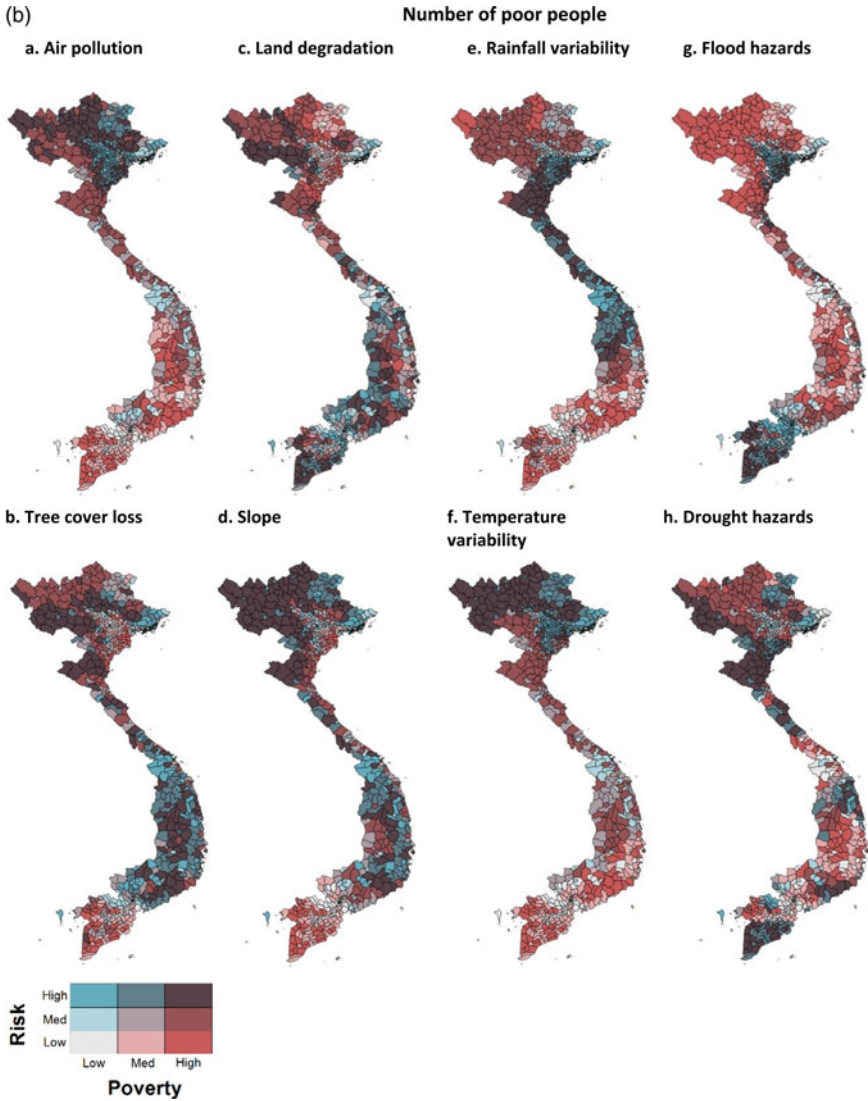 (b)
Number of poor people
a. Air pollution
c. Land degradation
e. Rainfall variability
g. Flood hazards
b. Tree cover loss
d. Slope
f. Temperature
variability
h. Drought hazards
Risk
High
Med
Low
Low
Med
High
Poverty